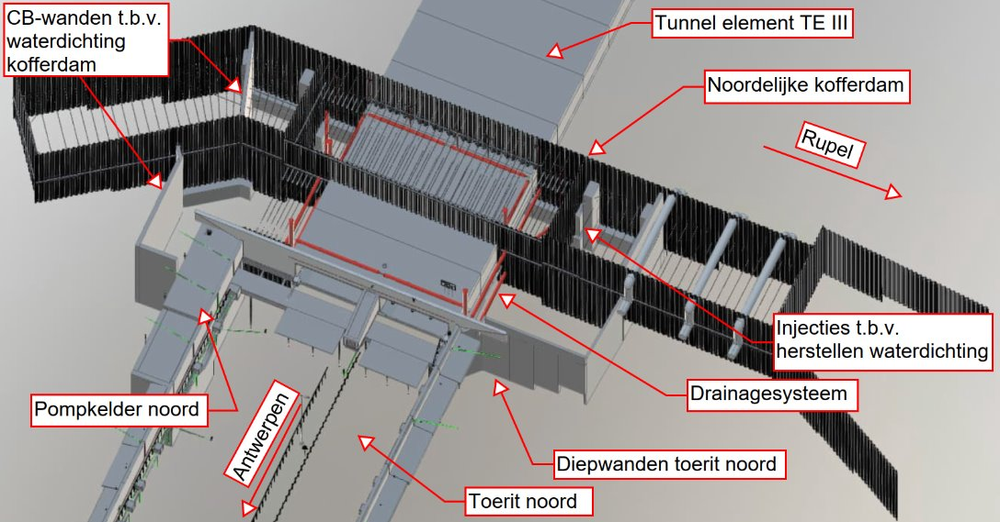 CB-wanden t.b.v.
waterdichting
kofferdam
Tunnel element TE III
Noordelijke kofferdam
Rupel
Injecties t.b.v.
herstellen waterdichting
Drainagesysteem
Pompkelder noord
Antwerpen
Diepwanden toerit noord
Toerit noord